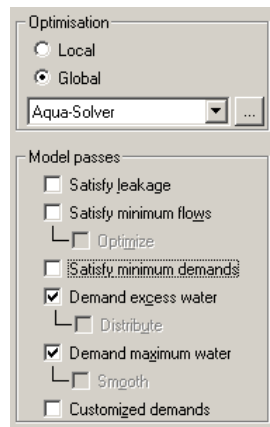 Optimisation
Local
Global
Aqua-Solver
...
Model passes
Satisfy leakage
Satisfy minimum flows
Optimize
Satisfy minimum demands
Demand excess water
Distribute
Demand maximum water
Smooth
Customized demands